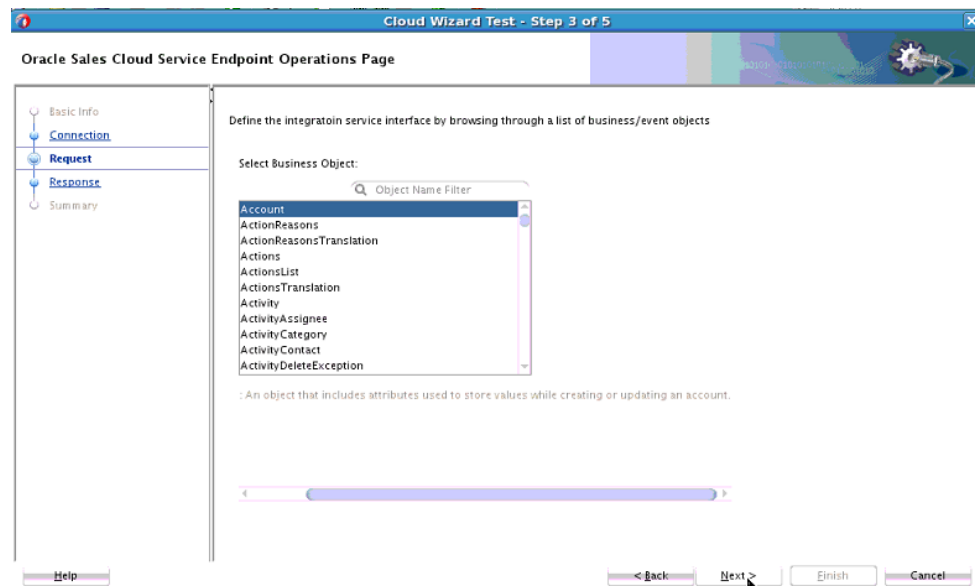 Cloud Wizard Test - Step 3 of 5
Oracle Sales Cloud Service Endpoint Operations Page
Basic Info
Connection
Request
Response
Summary
Define the integratoin service interface by browsing through a list of business/event objects
Select Business Object:
Object Name Filter
Account
ActionReasons
ActionReasonsTranslation
Actions
ActionsList
ActionsTranslation
Activity
ActivityAssignee
ActivityCategory
ActivityContact
ActivityDeleteException
: An object that includes attributes used to store values while creating or updating an account.
Help
< Back
Next >
Finish
Cancel